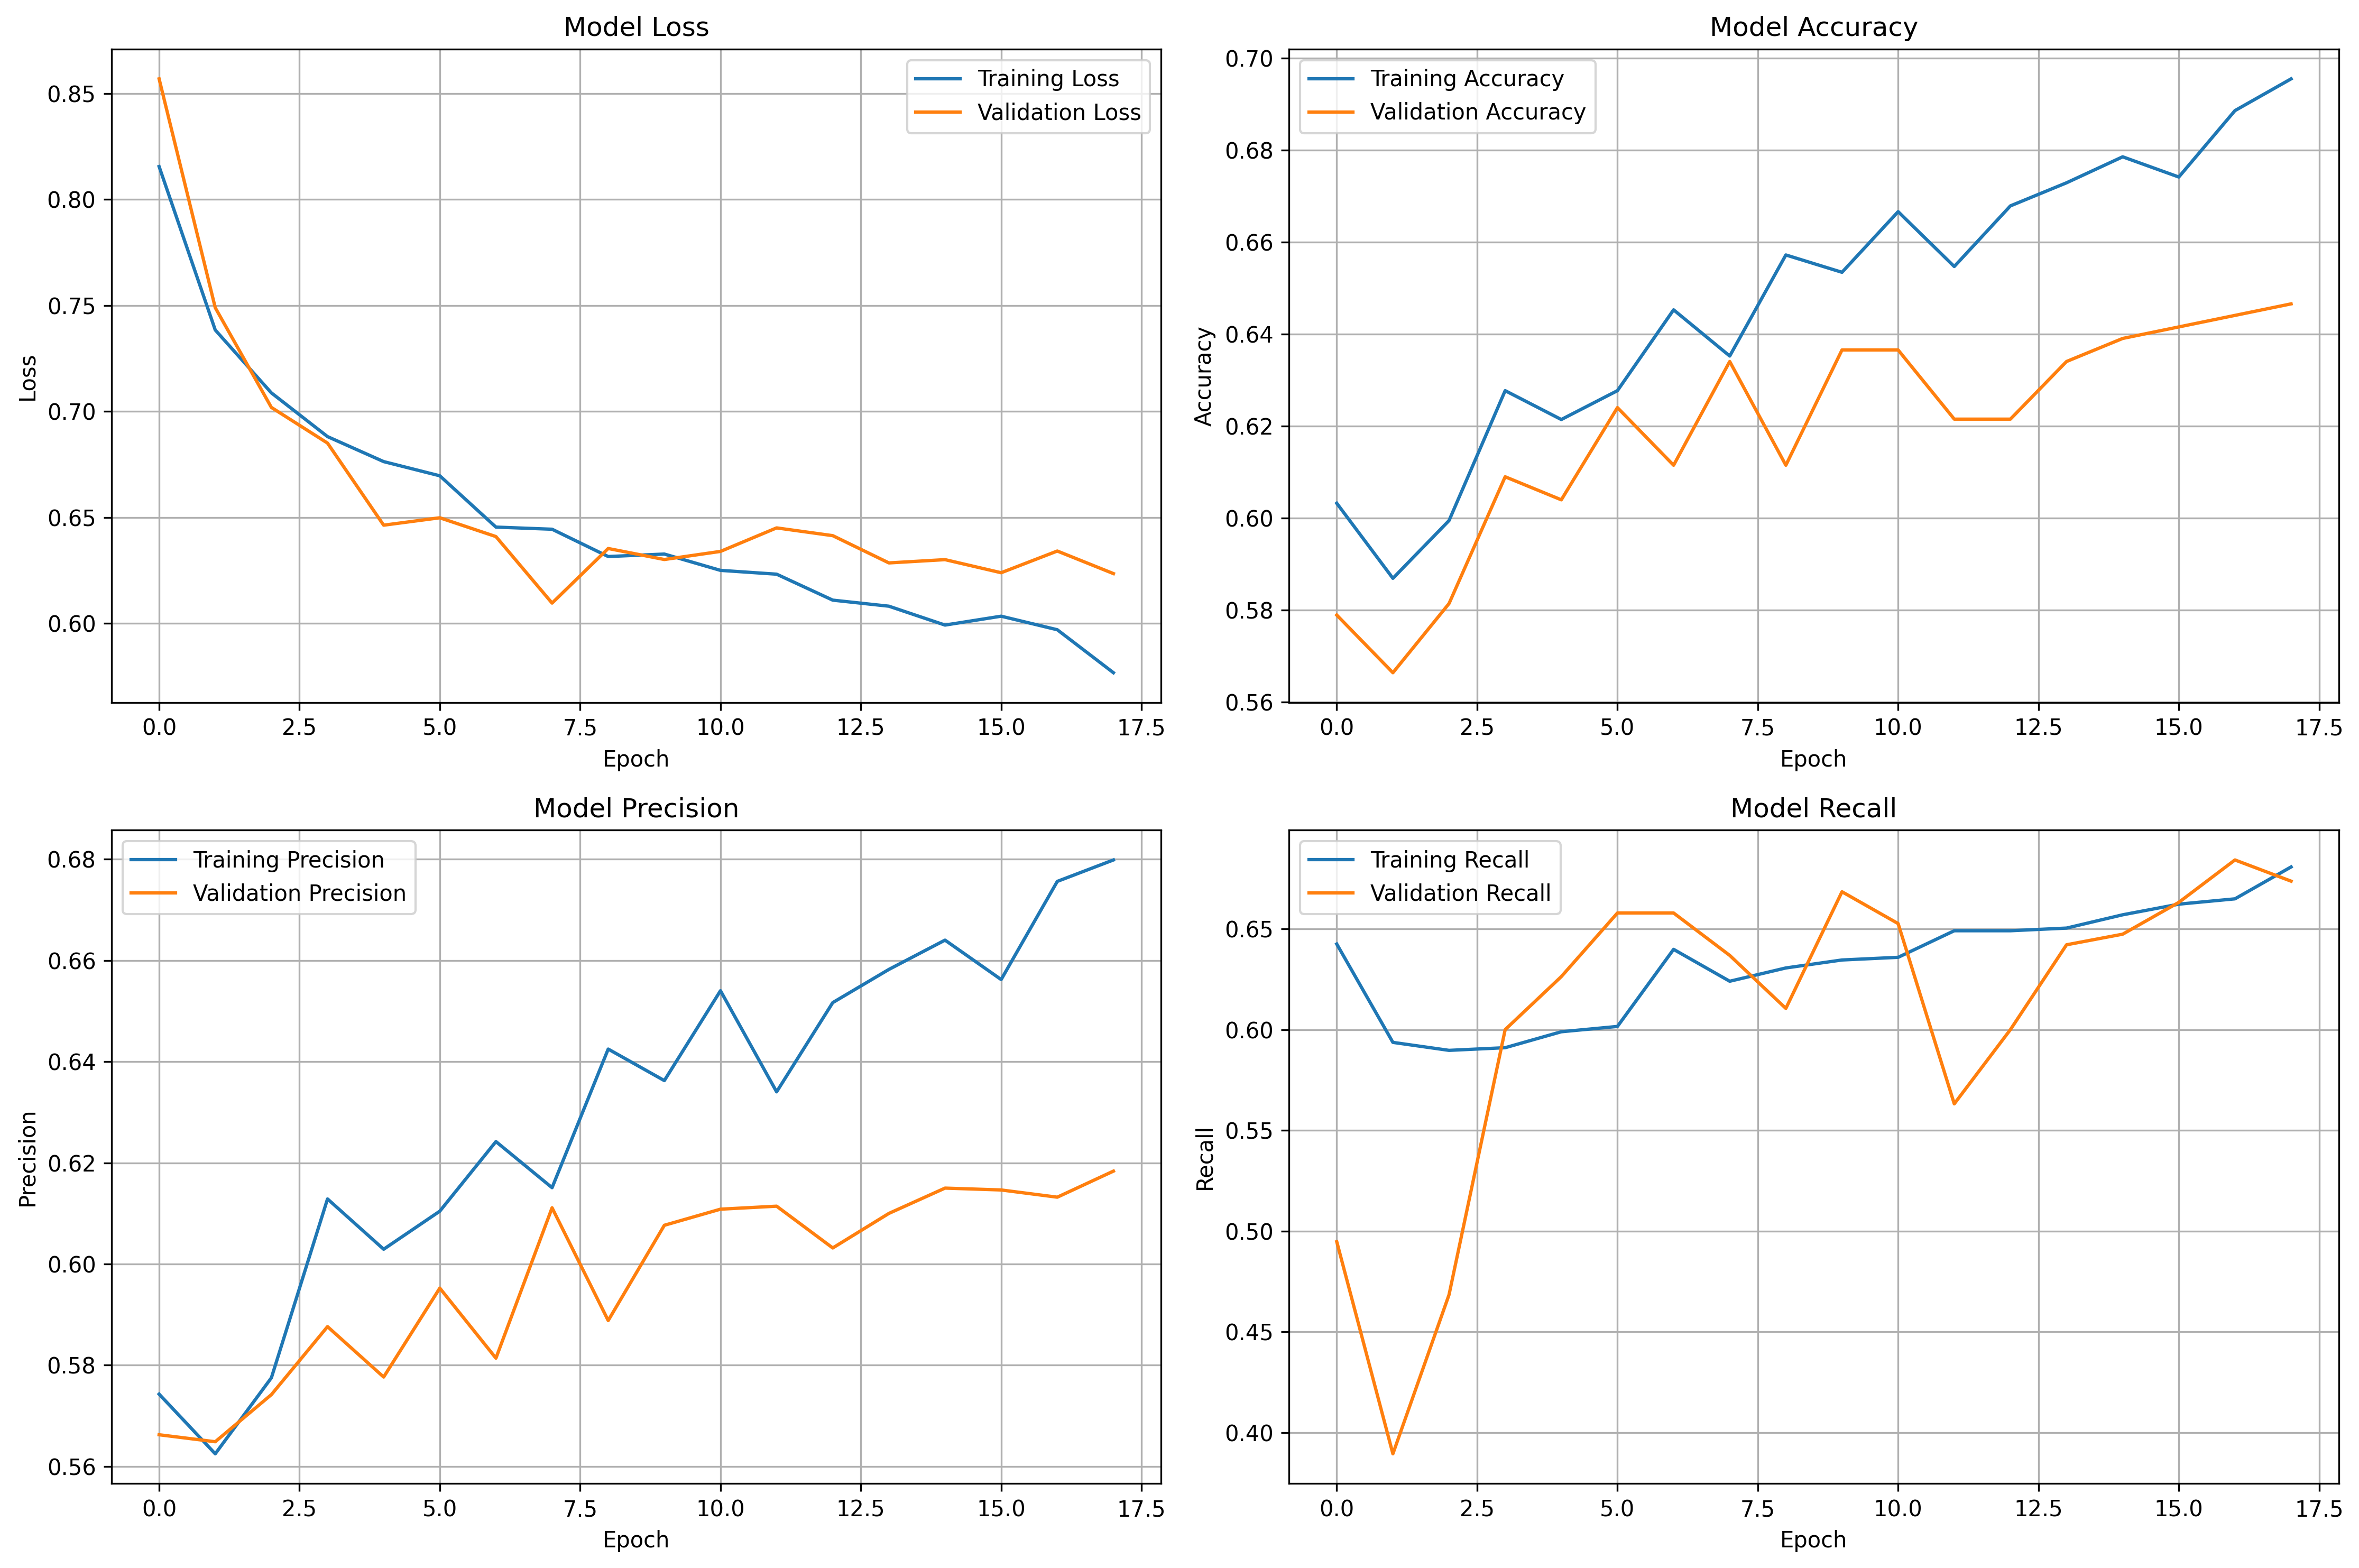 Model Loss
Training Loss
Validation Loss
Loss
0.85
0.80
0.75
0.70
0.65
0.60
0.0 2.5 5.0 7.5 10.0 12.5 15.0 17.5
Epoch
Model Accuracy
Training Accuracy
Validation Accuracy
Accuracy
0.70
0.68
0.66
0.64
0.62
0.60
0.58
0.56
0.0 2.5 5.0 7.5 10.0 12.5 15.0 17.5
Epoch
Model Precision
Training Precision
Validation Precision
Precision
0.68
0.66
0.64
0.62
0.60
0.58
0.56
0.0 2.5 5.0 7.5 10.0 12.5 15.0 17.5
Epoch
Model Recall
Training Recall
Validation Recall
Recall
0.65
0.60
0.55
0.50
0.45
0.40
0.0 2.5 5.0 7.5 10.0 12.5 15.0 17.5
Epoch